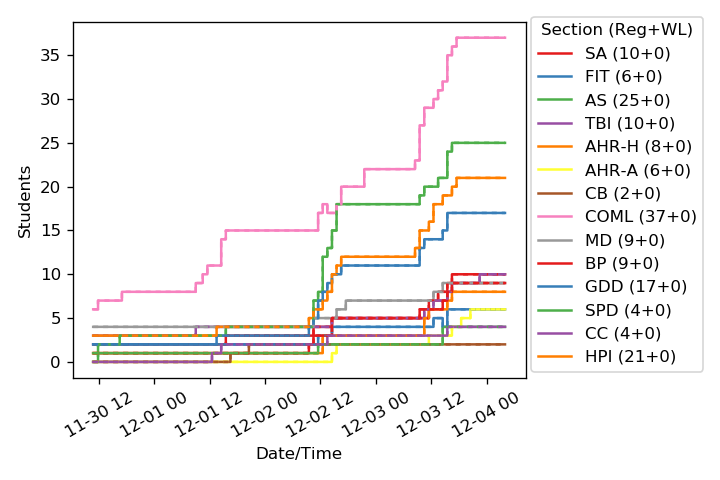 Section (Reg+WL)
SA (10+0)
FIT (6+0)
AS (25+0)
TBI (10+0)
AHR-H (8+0)
AHR-A (6+0)
CB (2+0)
COML (37+0)
MD (9+0)
BP (9+0)
GDD (17+0)
SPD (4+0)
CC (4+0)
HPI (21+0)
Students
35
30
25
20
15
10
5
0
11-30 12
12-01 00
12-01 12
12-02 00
12-02 12
12-03 00
12-03 12
12-04 00
Date/Time